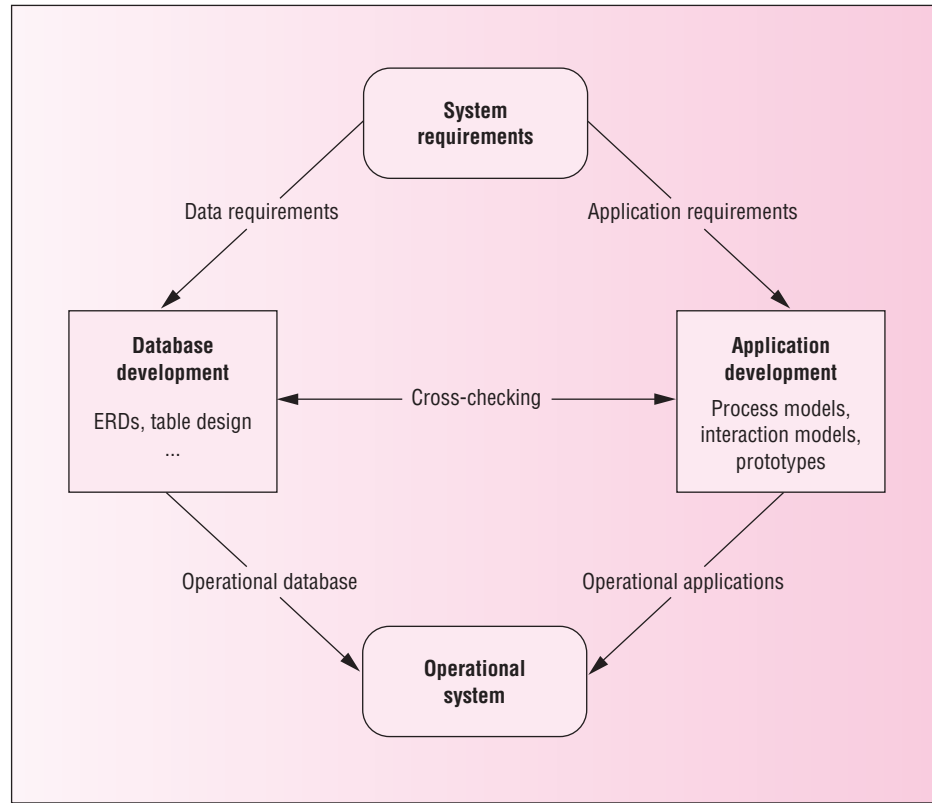 System
requirements
Data requirements
Application requirements
Database
development
ERDs, table design
...
Cross-checking
Application
development
Process models,
interaction models,
prototypes
Operational database
Operational applications
Operational
system